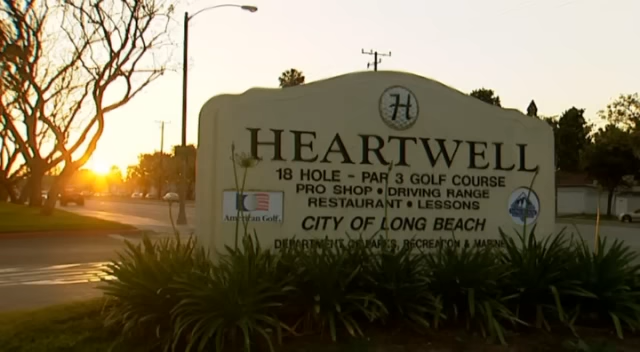 H
HEARTWELL
18 HOLE - PAR 3 GOLF COURSE
PRO SHOP • DRIVING RANGE
RESTAURANT • LESSONS
American Golf
CITY OF LONG BEACH
DEPARTMENT OF PARKS, RECREATION & MARINE